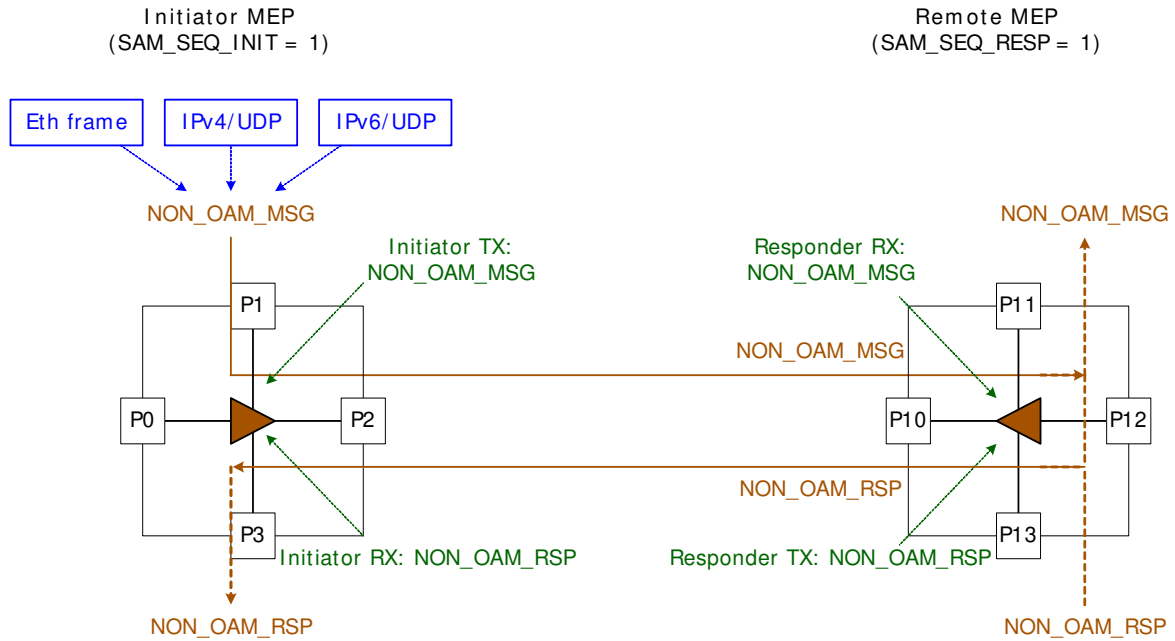 Initiator MEP
(SAM_SEQ_INIT = 1)
Remote MEP
(SAM_SEQ_RESP = 1)
Eth frame
IPv4/UDP
IPv6/UDP
NON_OAM_MSG
NON_OAM_MSG
Initiator TX:
NON_OAM_MSG
Responder RX:
NON_OAM_MSG
P1
P11
NON_OAM_MSG
P0
P2
P10
P12
NON_OAM_RSP
P3
P13
Initiator RX: NON_OAM_RSP
Responder TX: NON_OAM_RSP
NON_OAM_RSP
NON_OAM_RSP